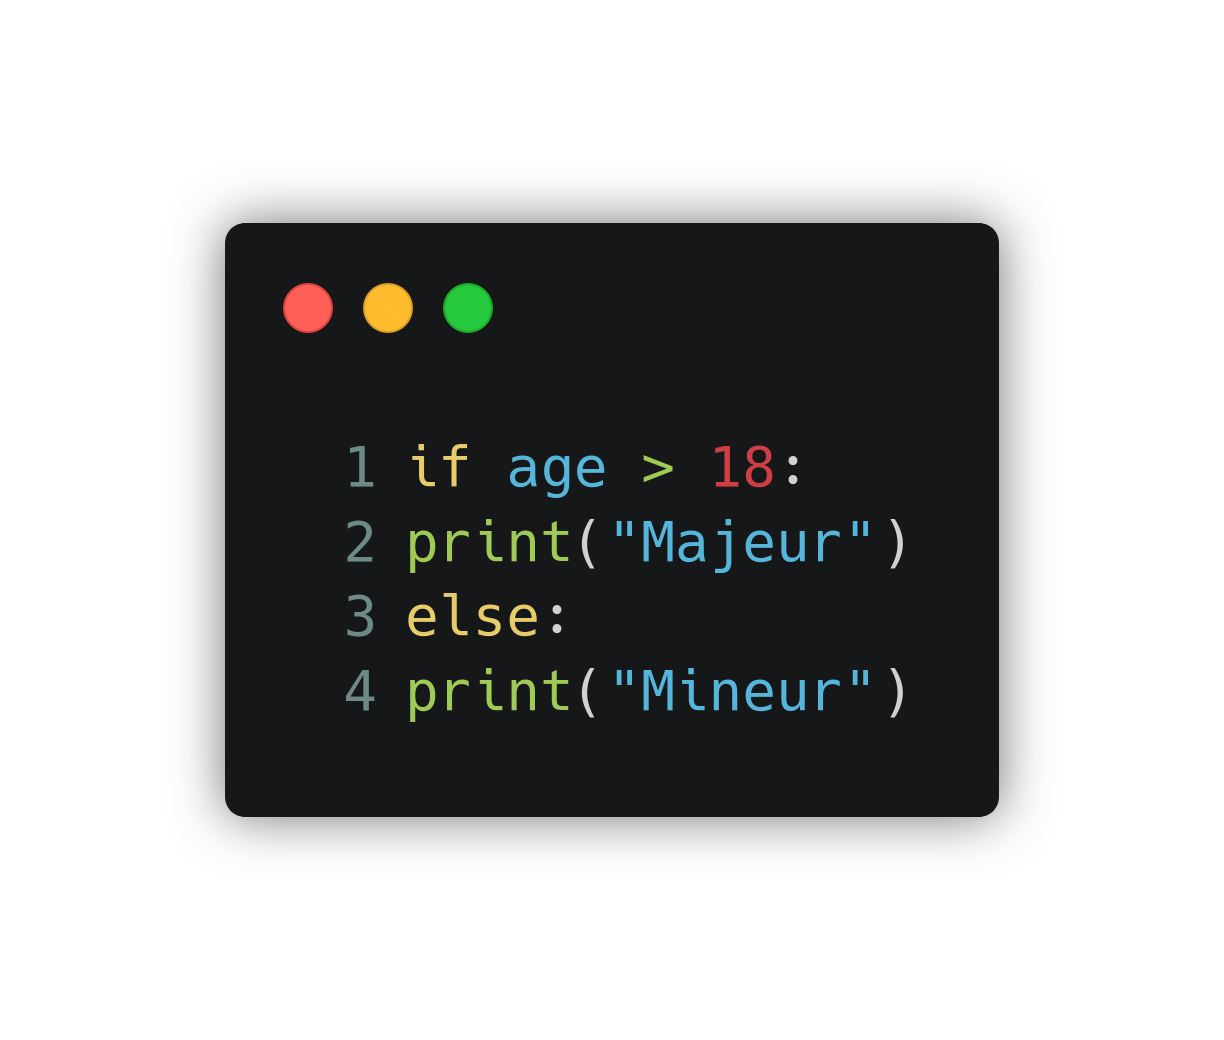 1 if age > 18:
2 print("Majeur")
3 else:
4 print("Mineur")